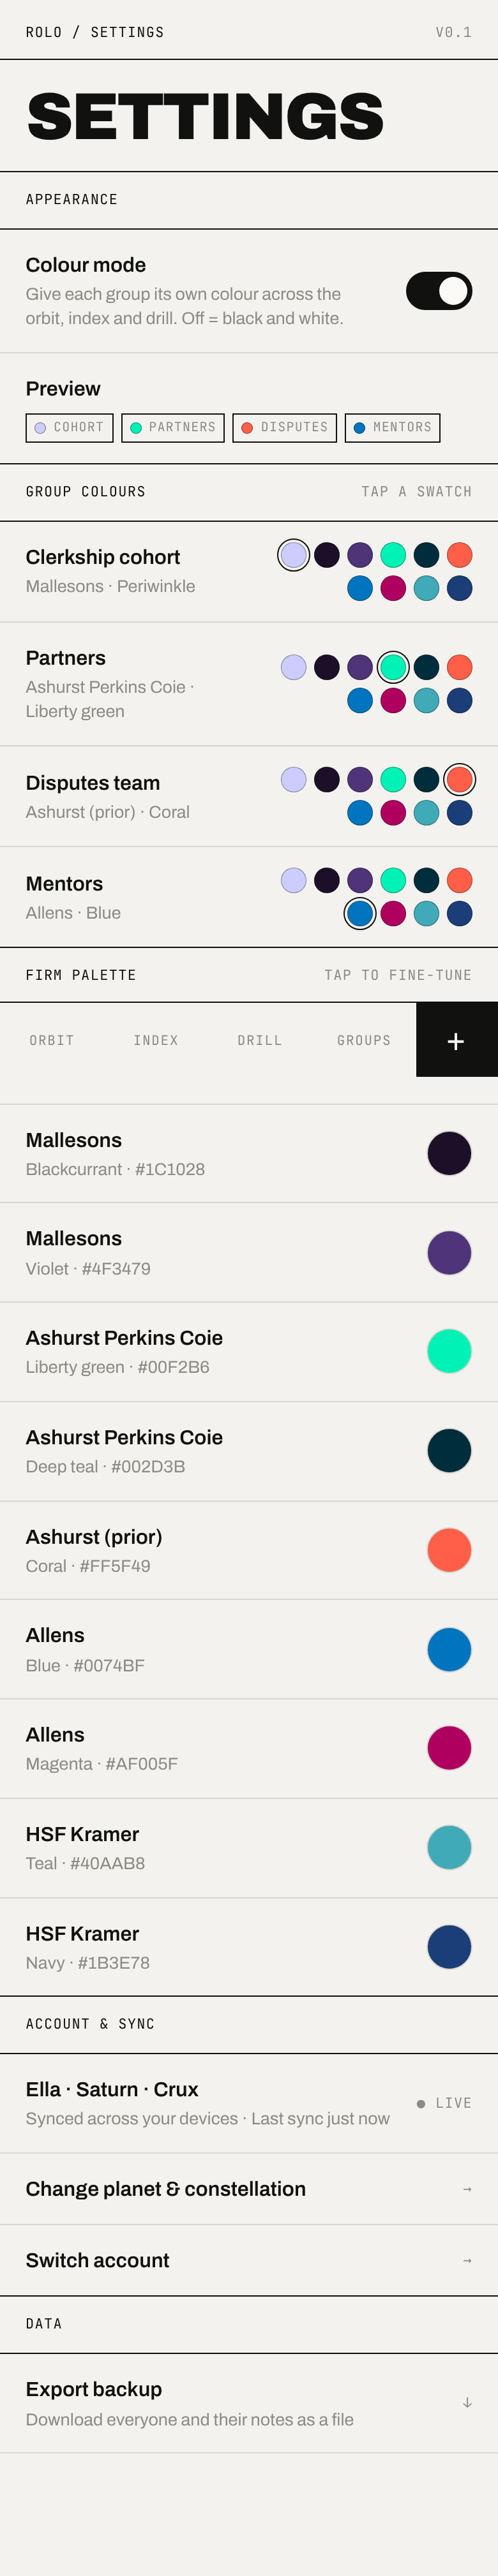 ROLO / SETTINGS
V0.1
SETTINGS
APPEARANCE
Colour mode
Give each group its own colour across the
orbit, index and drill. Off = black and white.
Preview
COHORT
PARTNERS
DISPUTES
MENTORS
GROUP COLOURS
TAP A SWATCH
Clerkship cohort
Mallesons · Periwinkle
Partners
Ashurst Perkins Coie ·
Liberty green
Disputes team
Ashurst (prior) · Coral
Mentors
Allens · Blue
FIRM PALETTE
TAP TO FINE-TUNE
ORBIT
INDEX
DRILL
GROUPS
+
Mallesons
Blackcurrant · #1C1028
Mallesons
Violet · #4F3479
Ashurst Perkins Coie
Liberty green · #00F2B6
Ashurst Perkins Coie
Deep teal · #002D3B
Ashurst (prior)
Coral · #FF5F49
Allens
Blue · #0074BF
Allens
Magenta · #AF005F
HSF Kramer
Teal · #40AAB8
HSF Kramer
Navy · #1B3E78
ACCOUNT & SYNC
Ella · Saturn · Crux
Synced across your devices · Last sync just now
● LIVE
Change planet & constellation
→
Switch account
→
DATA
Export backup
Download everyone and their notes as a file
↓